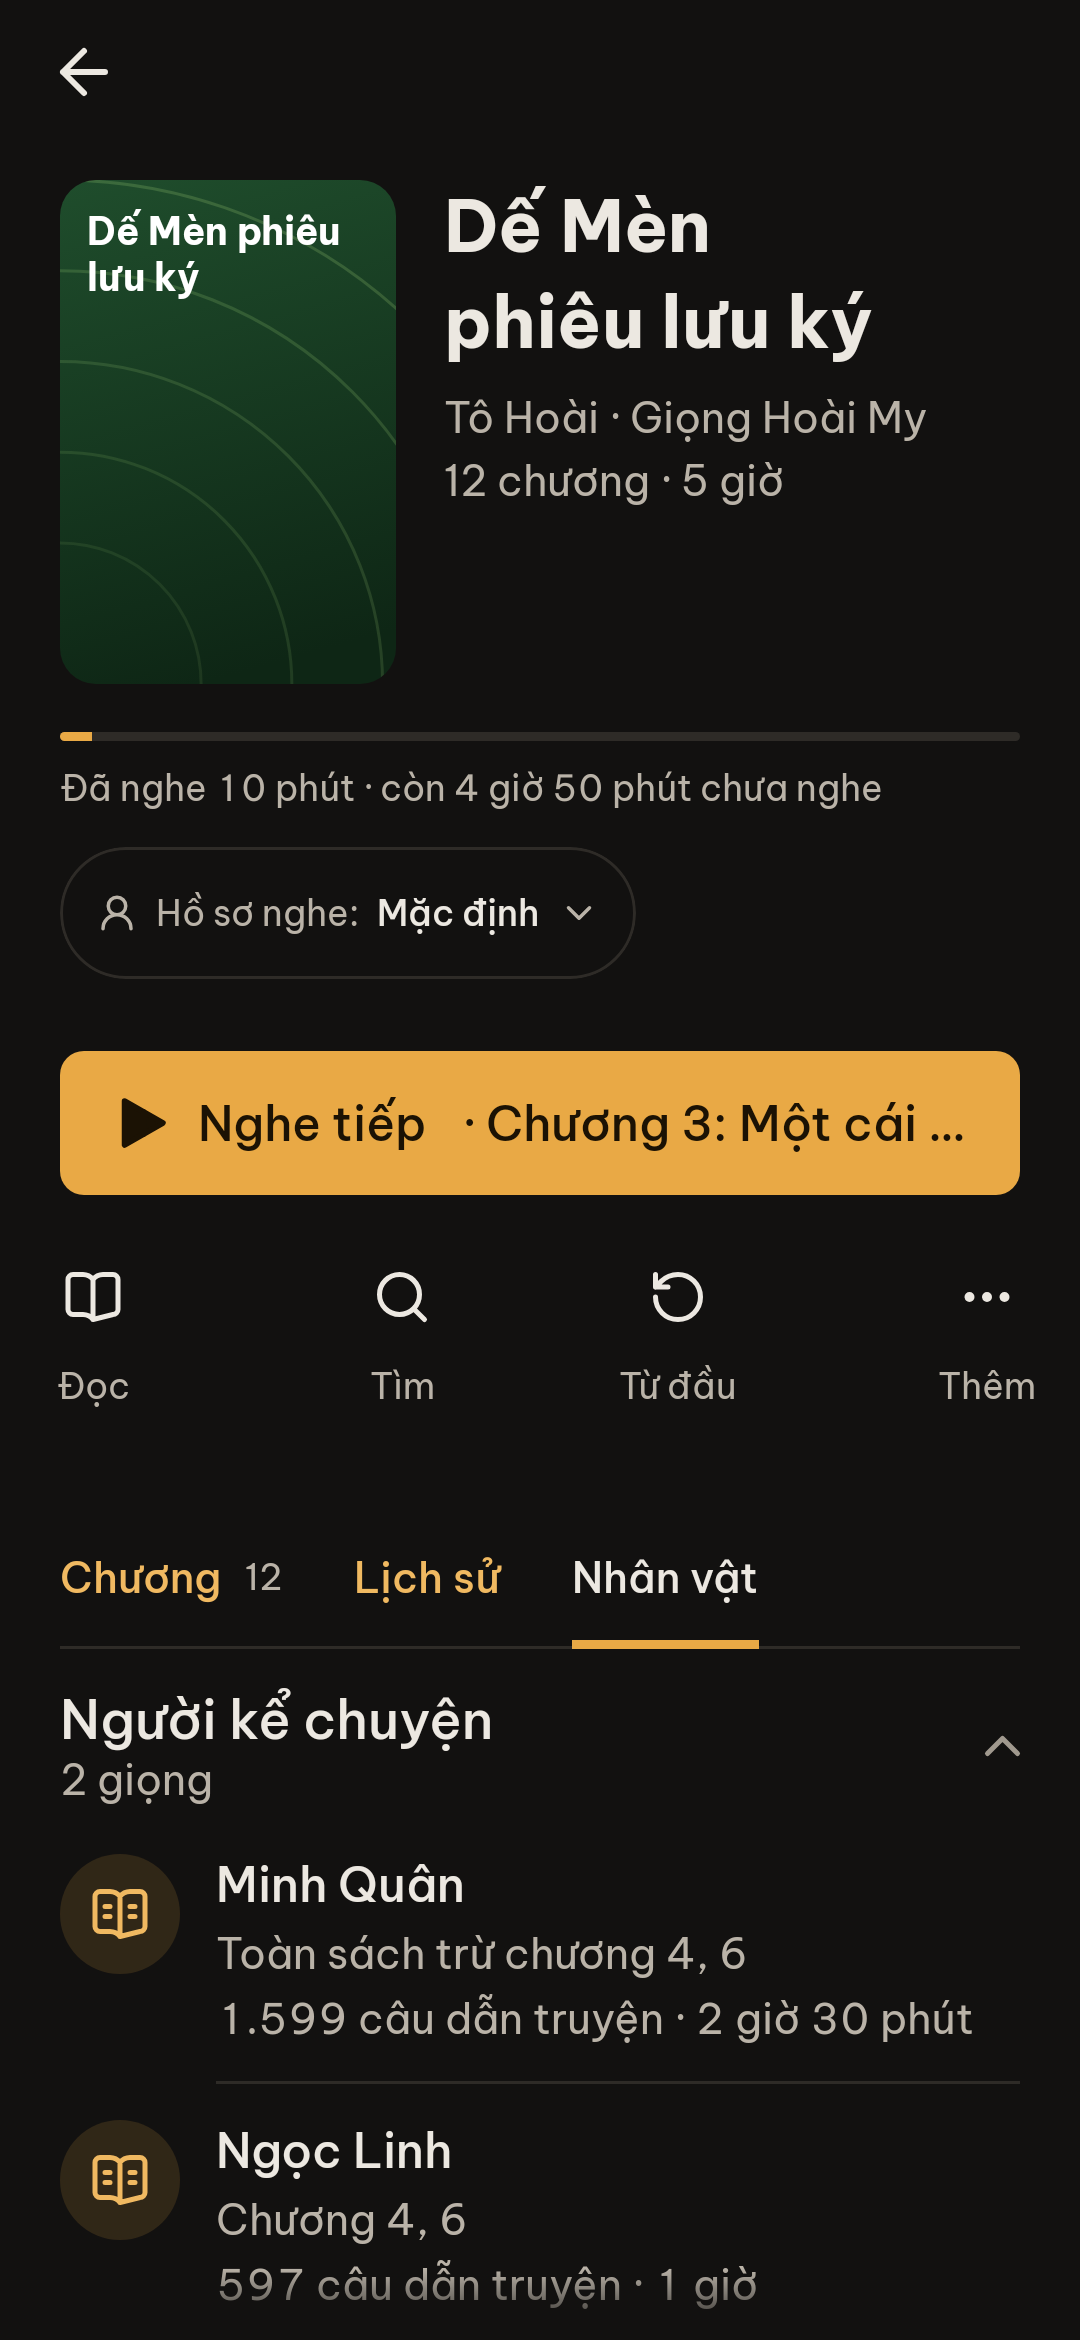 Dế Mèn phiêu
lưu ký
Dế Mèn
phiêu lưu ký
Tô Hoài · Giọng Hoài My
12 chương · 5 giờ
Đã nghe 10 phút · còn 4 giờ 50 phút chưa nghe
Hồ sơ nghe: Mặc định
Nghe tiếp · Chương 3: Một cái ...
Đọc Tìm Từ đầu Thêm
Chương 12 Lịch sử Nhân vật
Người kể chuyện
2 giọng
Minh Quân
Toàn sách trừ chương 4, 6
1.599 câu dẫn truyện · 2 giờ 30 phút
Ngọc Linh
Chương 4, 6
597 câu dẫn truyện · 1 giờ